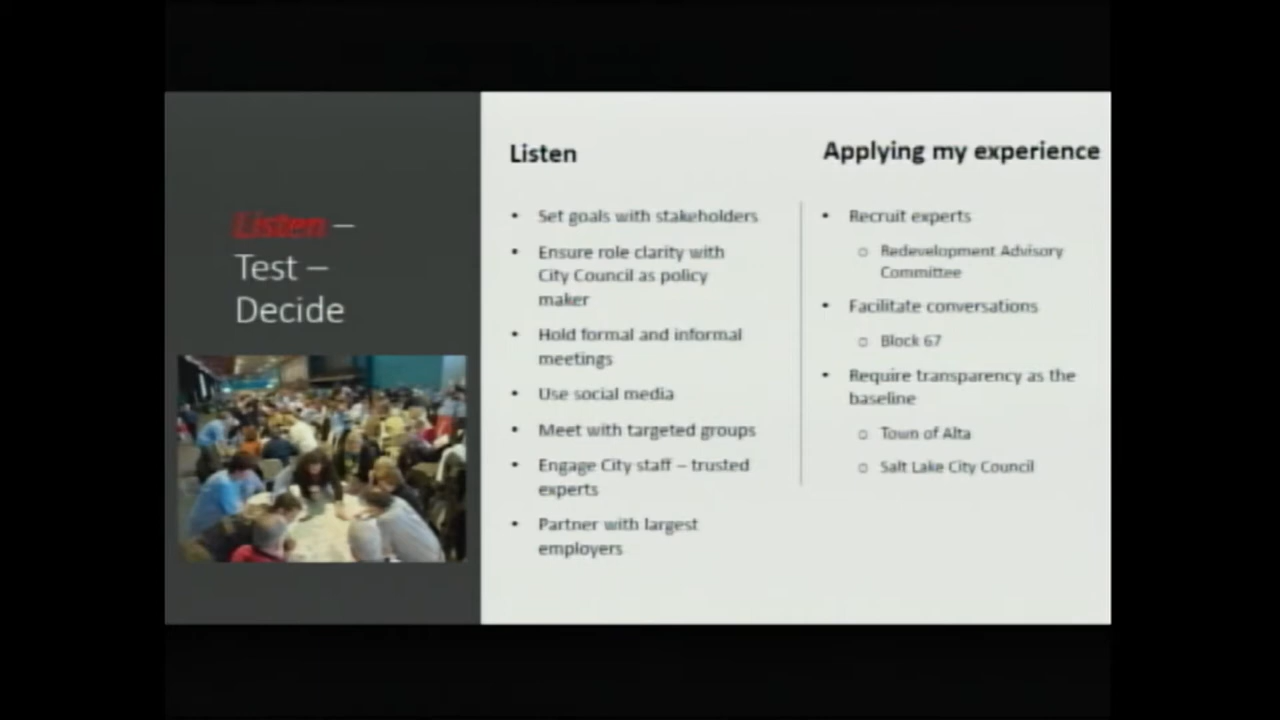 Listen –
Test –
Decide
Listen
• Set goals with stakeholders
• Ensure role clarity with
City Council as policy
maker
• Hold formal and informal
meetings
• Use social media
• Meet with targeted groups
• Engage City staff – trusted
experts
• Partner with largest
employers
Applying my experience
• Recruit experts
o Redevelopment Advisory
Committee
• Facilitate conversations
o Block 67
• Require transparency as the
baseline
o Town of Alta
o Salt Lake City Council